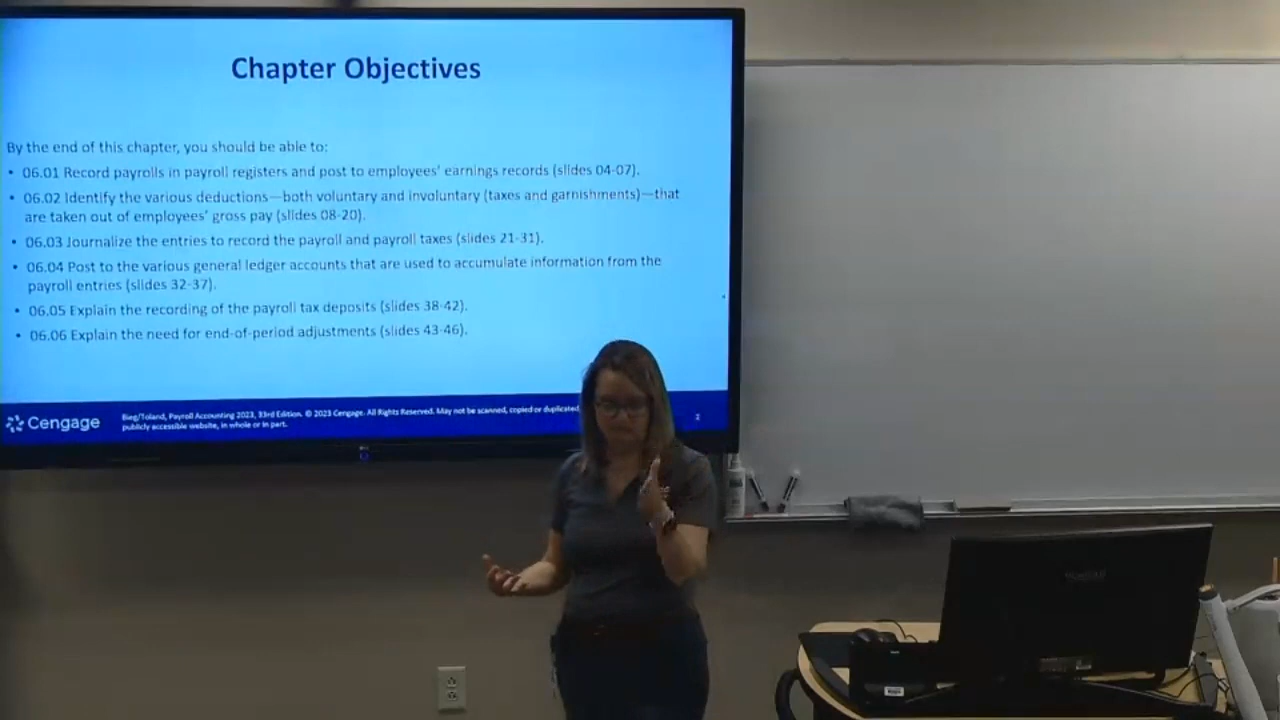 Chapter Objectives
By the end of this chapter, you should be able to:
• 06.01 Record payrolls in payroll registers and post to employees' earnings records (slides 04-07).
• 06.02 Identify the various deductions—both voluntary and involuntary (taxes and garnishments)—that
are taken out of employees' gross pay (slides 08-20).
• 06.03 Journalize the entries to record the payroll and payroll taxes (slides 21-31).
• 06.04 Post to the various general ledger accounts that are used to accumulate information from the
payroll entries (slides 32-37).
• 06.05 Explain the recording of the payroll tax deposits (slides 38-42).
• 06.06 Explain the need for end-of-period adjustments (slides 43-46).
Cengage
Bieg/Toland, Payroll Accounting 2023, 33rd Edition. © 2023 Cengage. All Rights Reserved. May not be scanned, copied or duplicated,
publicly accessible website, in whole or in part.
2